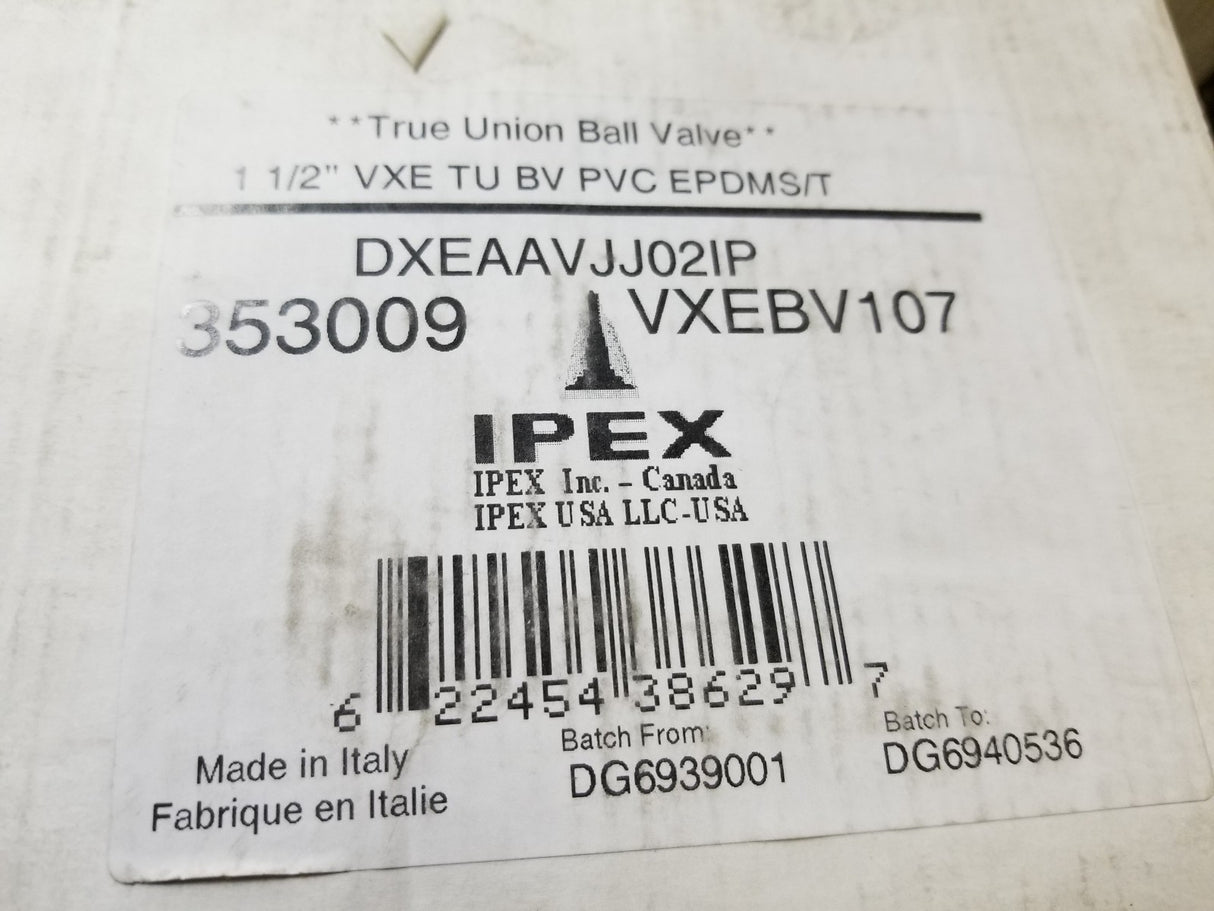 **True Union Ball Valve**
1 1/2" VXE TU BV PVC EPDMS/T
DXEAAVJJ02IP
353009 VXEBV107
IPEX
IPEX Inc. - Canada
IPEX USA LLC-USA
6 22454 38629 7
Made in Italy
Fabrique en Italie
Batch From:
DG6939001
Batch To:
DG6940536